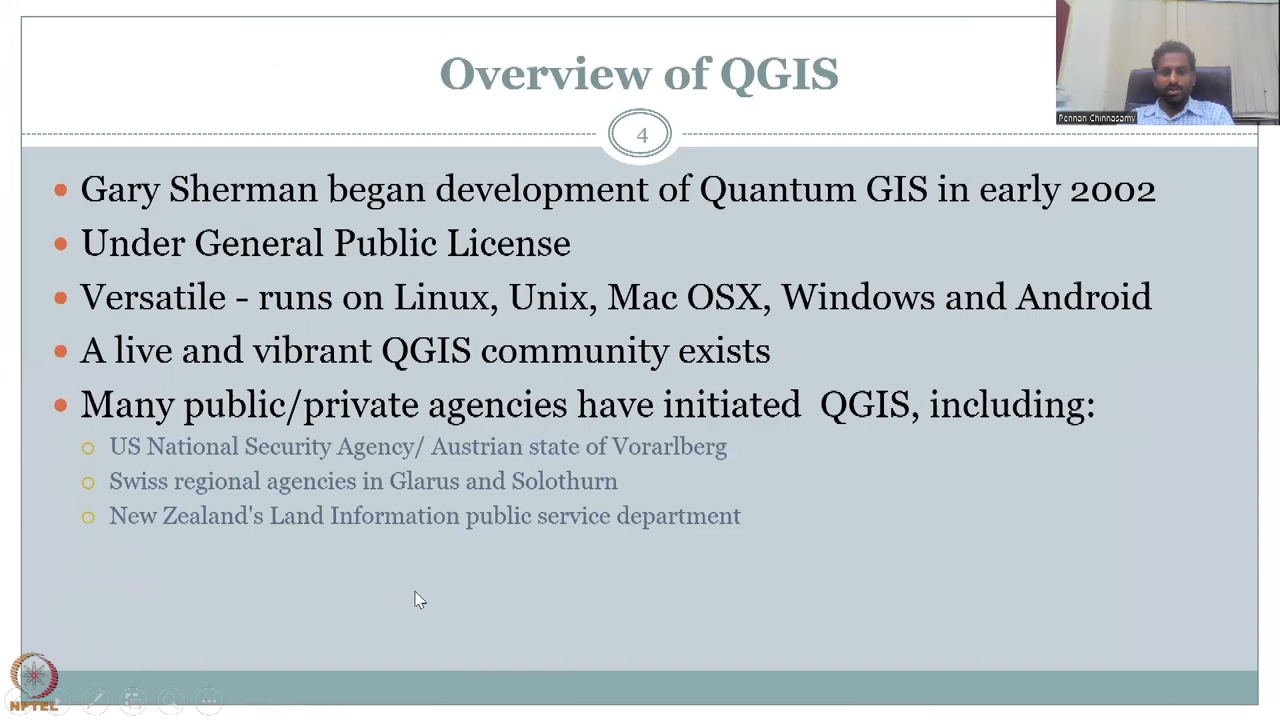 Overview of QGIS
Pennan Chinnasamy
4
Gary Sherman began development of Quantum GIS in early 2002
Under General Public License
Versatile - runs on Linux, Unix, Mac OSX, Windows and Android
A live and vibrant QGIS community exists
Many public/private agencies have initiated QGIS, including:
US National Security Agency/ Austrian state of Vorarlberg
Swiss regional agencies in Glarus and Solothurn
New Zealand's Land Information public service department
NPTEL